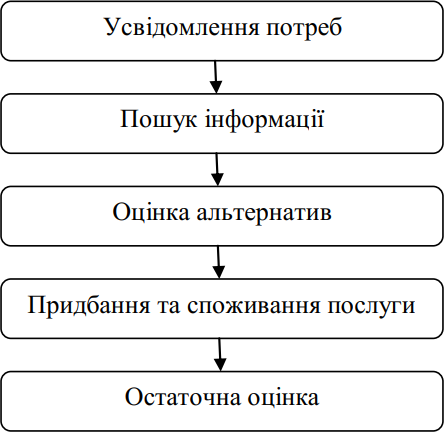 Усвідомлення потреб
Пошук інформації
Оцінка альтернатив
Придбання та споживання послуги
Остаточна оцінка